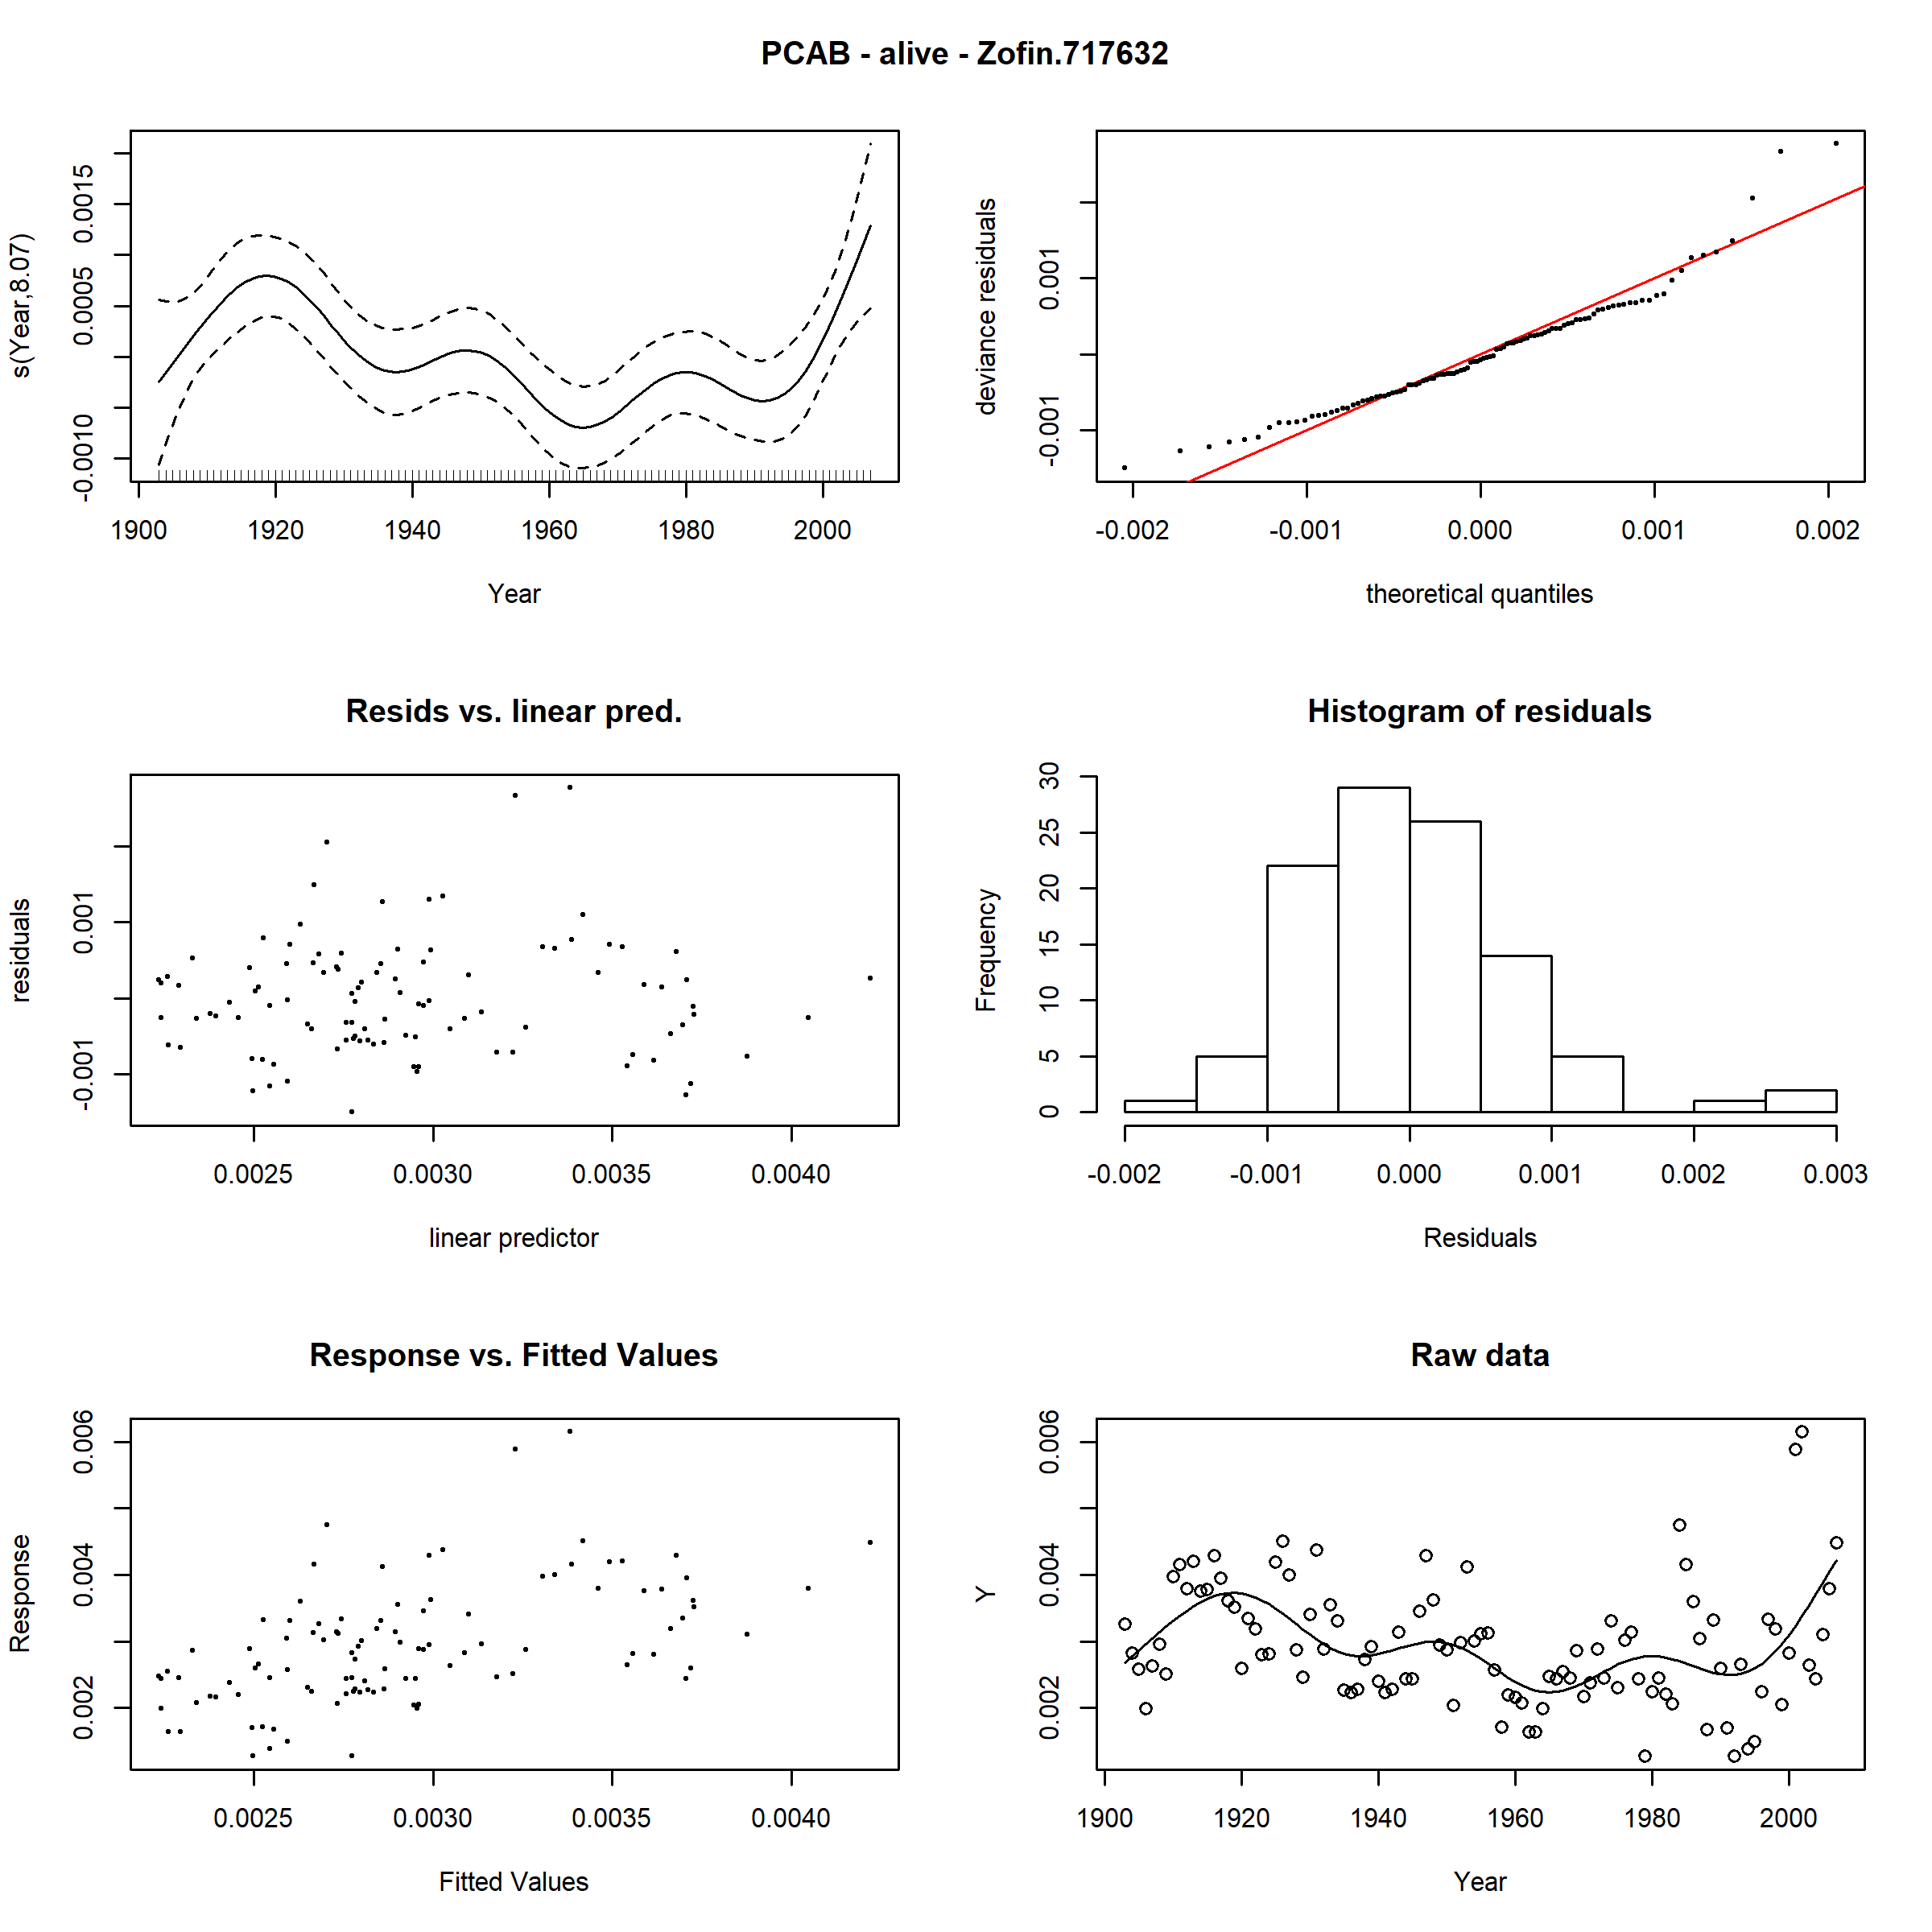 PCAB - alive - Zofin.717632
s(Year,8.07)
-0.0010 0.0005 0.0015
1900 1920 1940 1960 1980 2000
Year
deviance residuals
-0.001 0.001
-0.002 -0.001 0.000 0.001 0.002
theoretical quantiles
Resids vs. linear pred.
residuals
-0.001 0.001
0.0025 0.0030 0.0035 0.0040
linear predictor
Histogram of residuals
Frequency
0 5 10 15 20 25 30
-0.002 -0.001 0.000 0.001 0.002 0.003
Residuals
Response vs. Fitted Values
Response
0.002 0.004 0.006
0.0025 0.0030 0.0035 0.0040
Fitted Values
Raw data
Y
0.002 0.004 0.006
1900 1920 1940 1960 1980 2000
Year